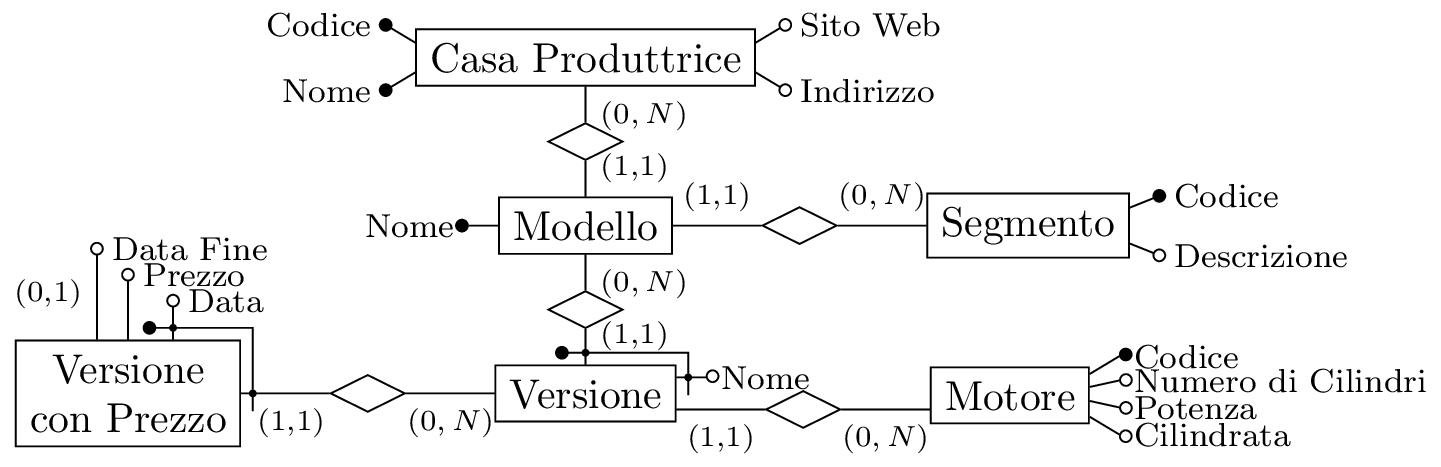 Codice
Sito Web
Casa Produttrice
Nome
Indirizzo
(0, N)
(1,1)
(1,1)
(0, N)
Codice
Nome
Modello
Segmento
Descrizione
Data Fine
Prezzo
(0, N)
(0,1)
Data
(1,1)
Codice
Versione
con Prezzo
Versione
Nome
Motore
Numero di Cilindri
Potenza
Cilindrata
(1,1)
(0, N)
(1,1)
(0, N)